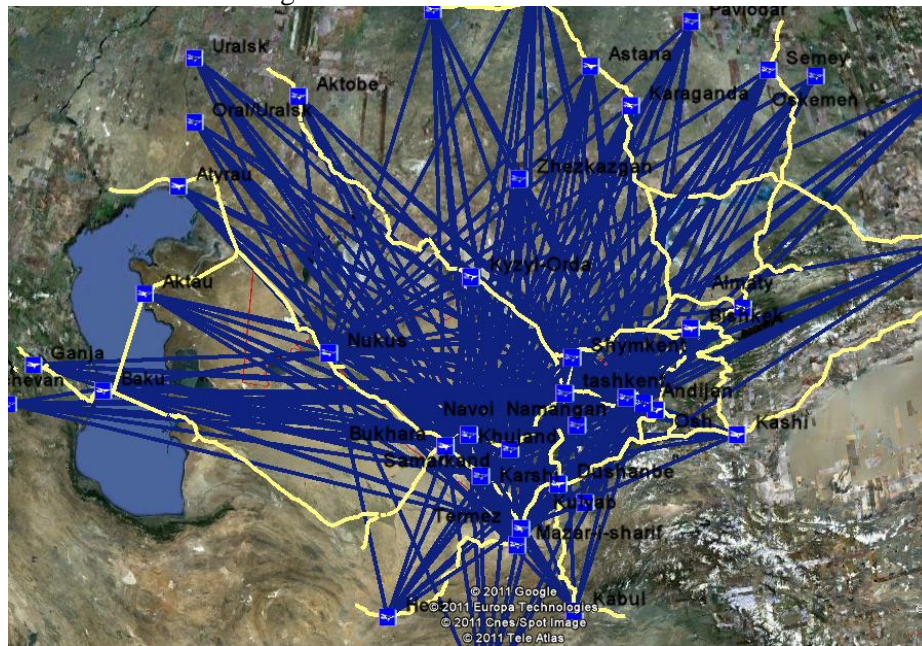 Pavlodar
Uralsk
Astana
Semey
Aktobe
Karaganda
Oskemen
Oral/Uralsk
Zhezkazgan
Atyrau
Kyzyl-Orda
Aktau
Almaty
Bishkek
Nukus
Shymkent
Ganja
chevan
Baku
tashkent
Andijan
Navoi
Namangan
Osh
Kashi
Bukhara
Khujand
Samarkand
Karshi
Dushanbe
Termez
Mazar-i-sharif
Kabul
© 2011 Google
© 2011 Europa Technologies
© 2011 Cnes/Spot Image
© 2011 Tele Atlas